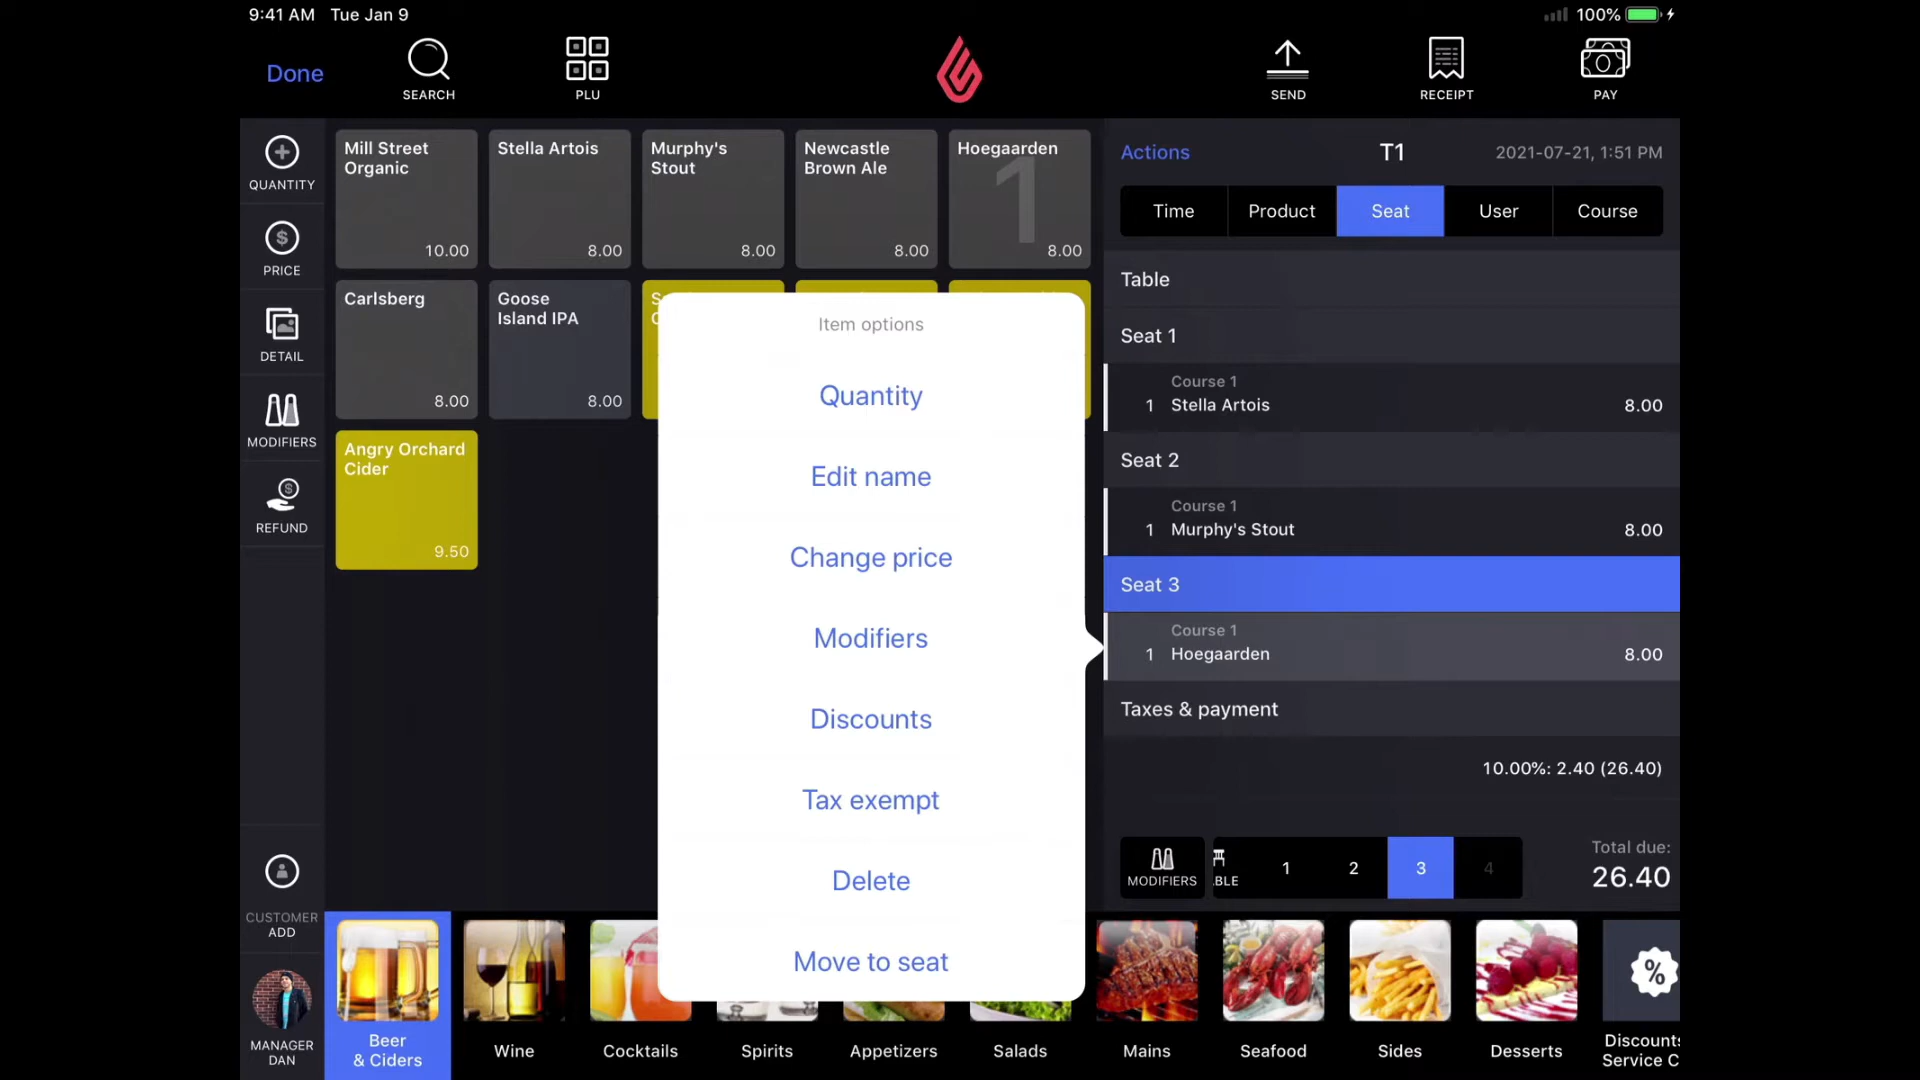 9:41 AM Tue Jan 9
100%
Done
SEARCH
PLU
SEND
RECEIPT
PAY
QUANTITY
PRICE
DETAIL
MODIFIERS
REFUND
CUSTOMER
ADD
MANAGER
DAN
Mill Street
Organic
10.00
Stella Artois
8.00
Murphy's
Stout
8.00
Newcastle
Brown Ale
8.00
Hoegaarden
1
8.00
Carlsberg
8.00
Goose
Island IPA
8.00
Angry Orchard
Cider
9.50
Item options
Quantity
Edit name
Change price
Modifiers
Discounts
Tax exempt
Delete
Move to seat
Actions
T1
2021-07-21, 1:51 PM
Time Product Seat User Course
Table
Seat 1
Course 1
1 Stella Artois 8.00
Seat 2
Course 1
1 Murphy's Stout 8.00
Seat 3
Course 1
1 Hoegaarden 8.00
Taxes & payment
10.00%: 2.40 (26.40)
MODIFIERS
BLE
1 2 3 4
Total due:
26.40
Beer
& Ciders
Wine
Cocktails
Spirits
Appetizers
Salads
Mains
Seafood
Sides
Desserts
%
Discounts
Service C